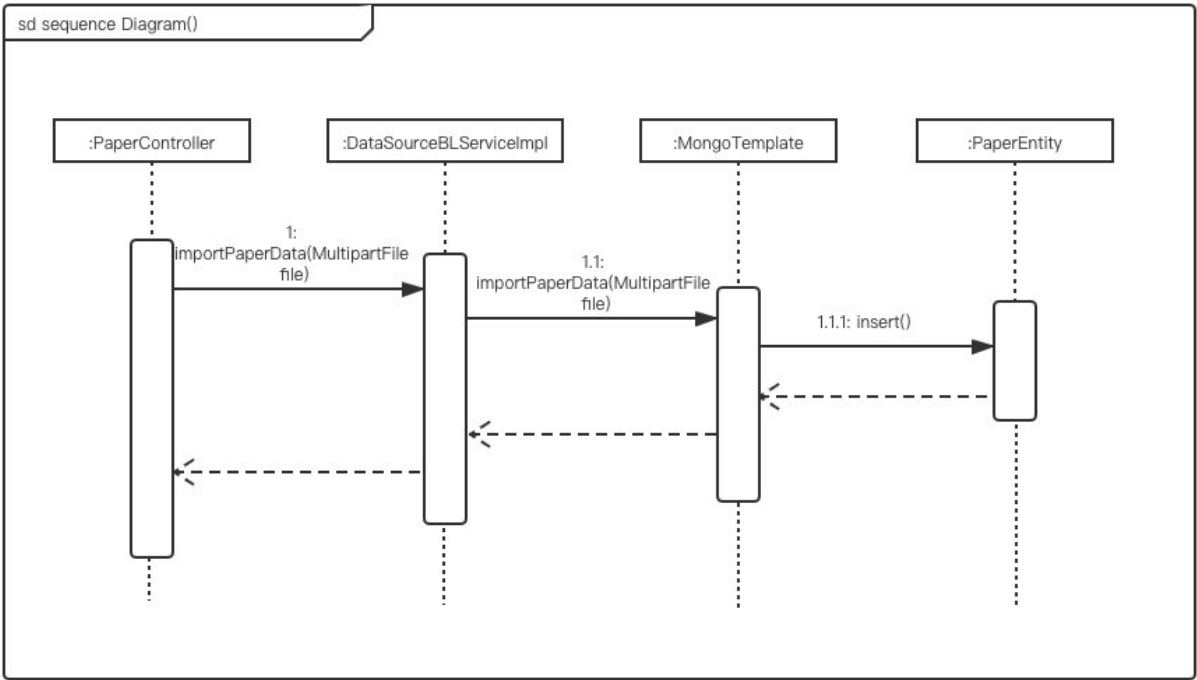 sd sequence Diagram()
:PaperController
:DataSourceBLServiceImpl
:MongoTemplate
:PaperEntity
1:
importPaperData(MultipartFile
file)
1.1:
importPaperData(MultipartFile
file)
1.1.1: insert()